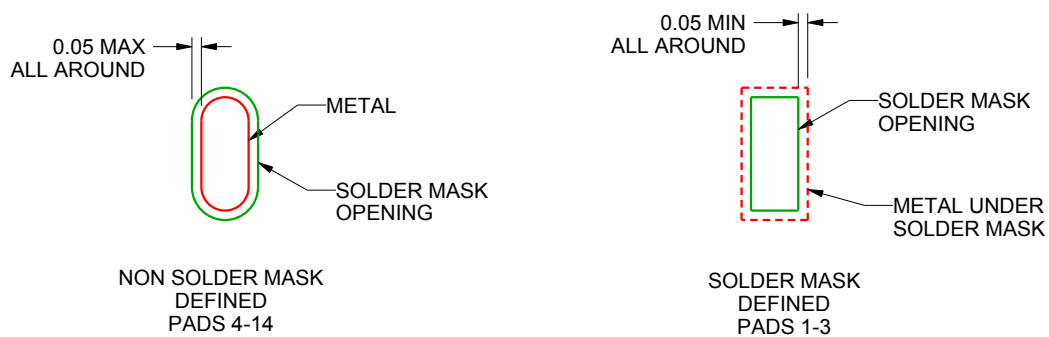 0.05 MAX
ALL AROUND
METAL
SOLDER MASK
OPENING
NON SOLDER MASK
DEFINED
PADS 4-14
0.05 MIN
ALL AROUND
SOLDER MASK
OPENING
METAL UNDER
SOLDER MASK
SOLDER MASK
DEFINED
PADS 1-3